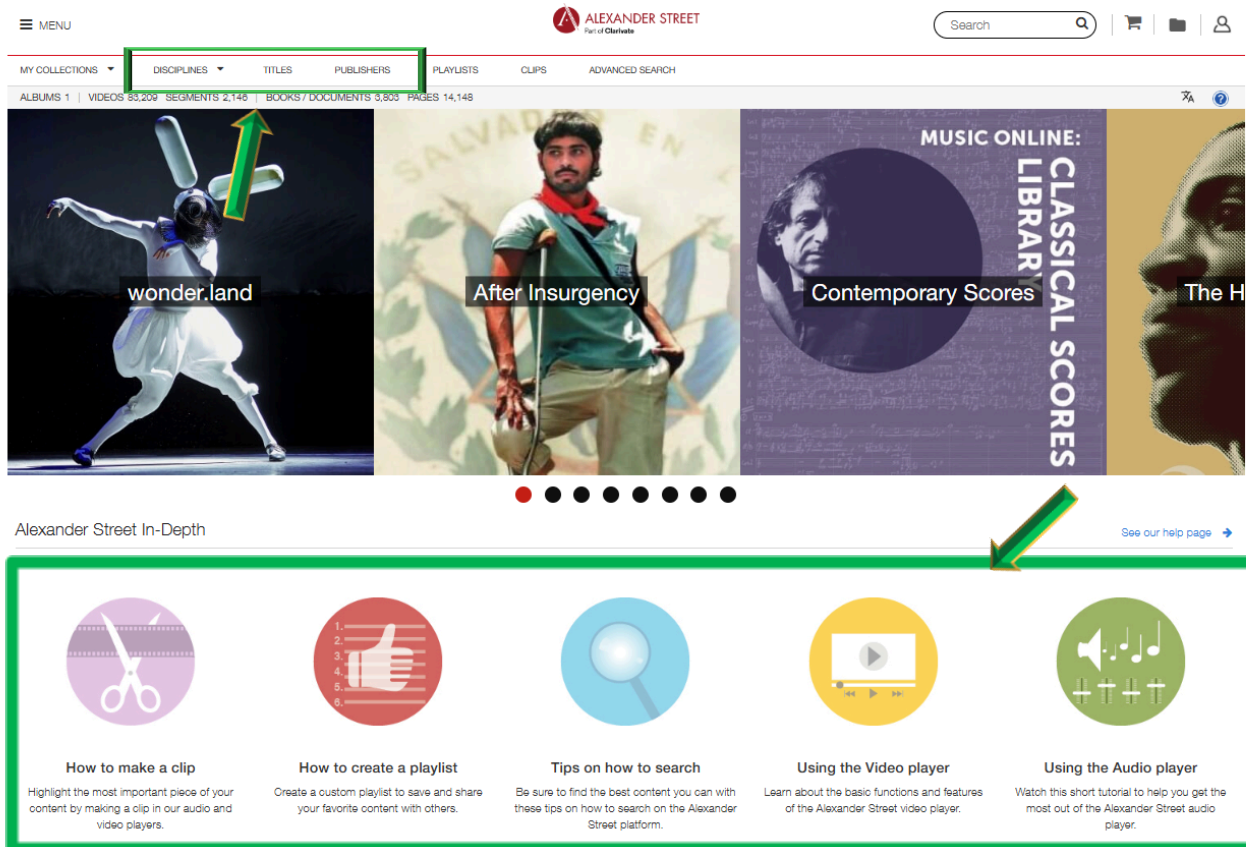 MENU
ALEXANDER STREET
Part of Clarivate
Search
MY COLLECTIONS DISCIPLINES TITLES PUBLISHERS PLAYLISTS CLIPS ADVANCED SEARCH
ALBUMS 1 | VIDEOS 83,209 SEGMENTS 2,146 | BOOKS / DOCUMENTS 3,803 PAGES 14,148
SALVADOR EN
MUSIC ONLINE:
CLASSICAL SCORES
LIBRARY
wonder.land
After Insurgency
Contemporary Scores
The H
Alexander Street In-Depth
See our help page
1.
2.
3.
4.
5.
6.
How to make a clip
Highlight the most important piece of your
content by making a clip in our audio and
video players.
How to create a playlist
Create a custom playlist to save and share
your favorite content with others.
Tips on how to search
Be sure to find the best content you can with
these tips on how to search on the Alexander
Street platform.
Using the Video player
Learn about the basic functions and features
of the Alexander Street video player.
Using the Audio player
Watch this short tutorial to help you get the
most out of the Alexander Street audio
player.